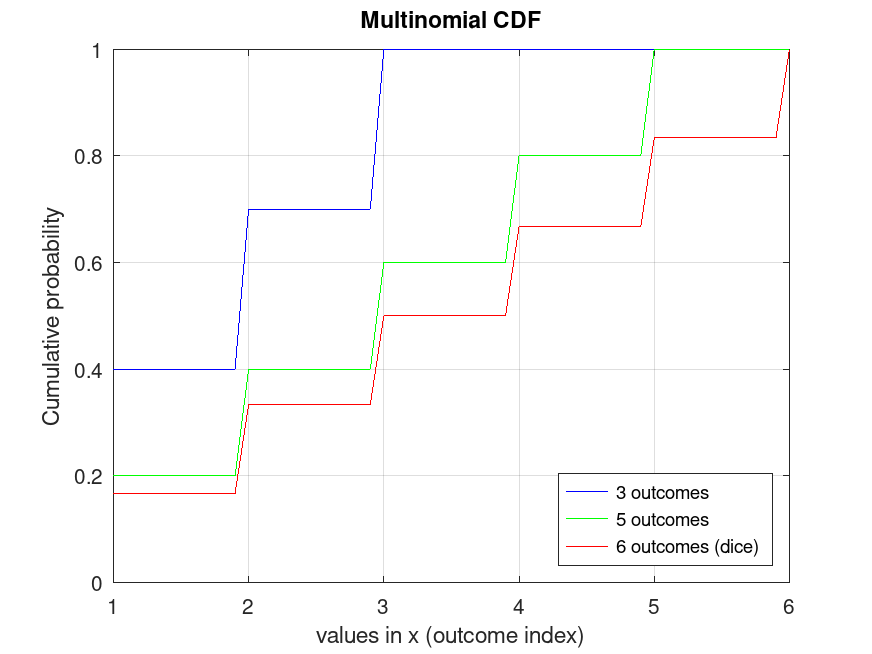 Multinomial CDF
1
0.8
0.6
0.4
0.2
0
Cumulative probability
3 outcomes
5 outcomes
6 outcomes (dice)
1 2 3 4 5 6
values in x (outcome index)